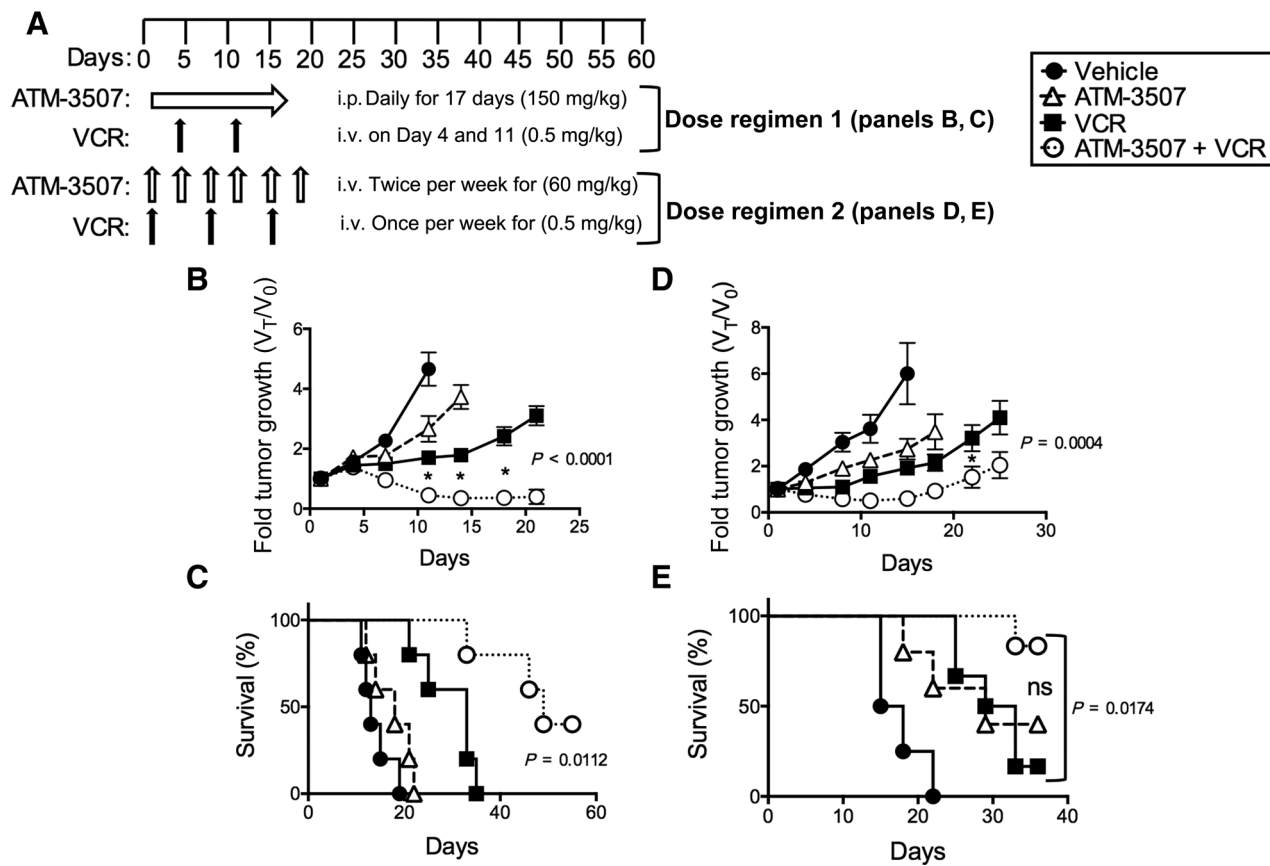 A
Days: 0 5 10 15 20 25 30 35 40 45 50 55 60
ATM-3507: i.p. Daily for 17 days (150 mg/kg)
VCR: i.v. on Day 4 and 11 (0.5 mg/kg)
Dose regimen 1 (panels B, C)
ATM-3507: i.v. Twice per week for (60 mg/kg)
VCR: i.v. Once per week for (0.5 mg/kg)
Dose regimen 2 (panels D, E)
Vehicle
ATM-3507
VCR
ATM-3507 + VCR
B
Fold tumor growth (VT/V0)
6
4
2
0
* * *
P < 0.0001
0 5 10 15 20 25
Days
D
Fold tumor growth (VT/V0)
8
6
4
2
0
*
P = 0.0004
0 10 20 30
Days
C
Survival (%)
100
50
0
P = 0.0112
0 20 40 60
Days
E
Survival (%)
100
50
0
ns
P = 0.0174
0 10 20 30 40
Days